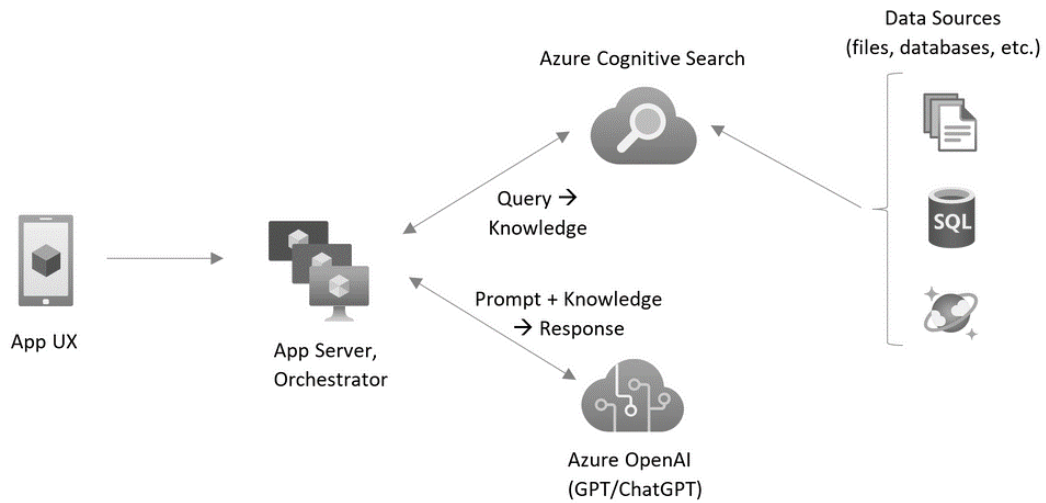 Data Sources
(files, databases, etc.)
Azure Cognitive Search
Query →
Knowledge
SQL
Prompt + Knowledge
→ Response
App UX
App Server,
Orchestrator
Azure OpenAI
(GPT/ChatGPT)